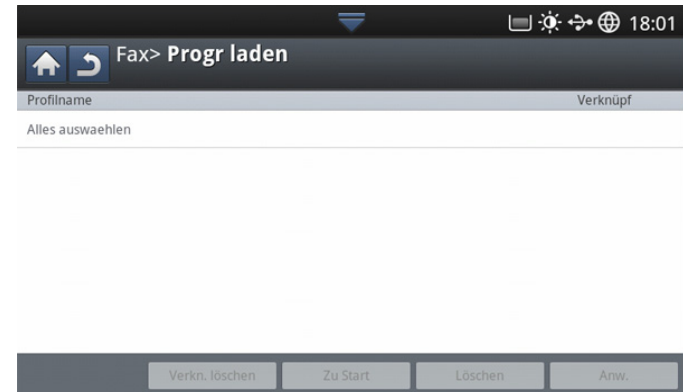 18:01
Fax> Progr laden
Profilname Verknüpf
Alles auswaehlen
Verkn. löschen Zu Start Löschen Anw.